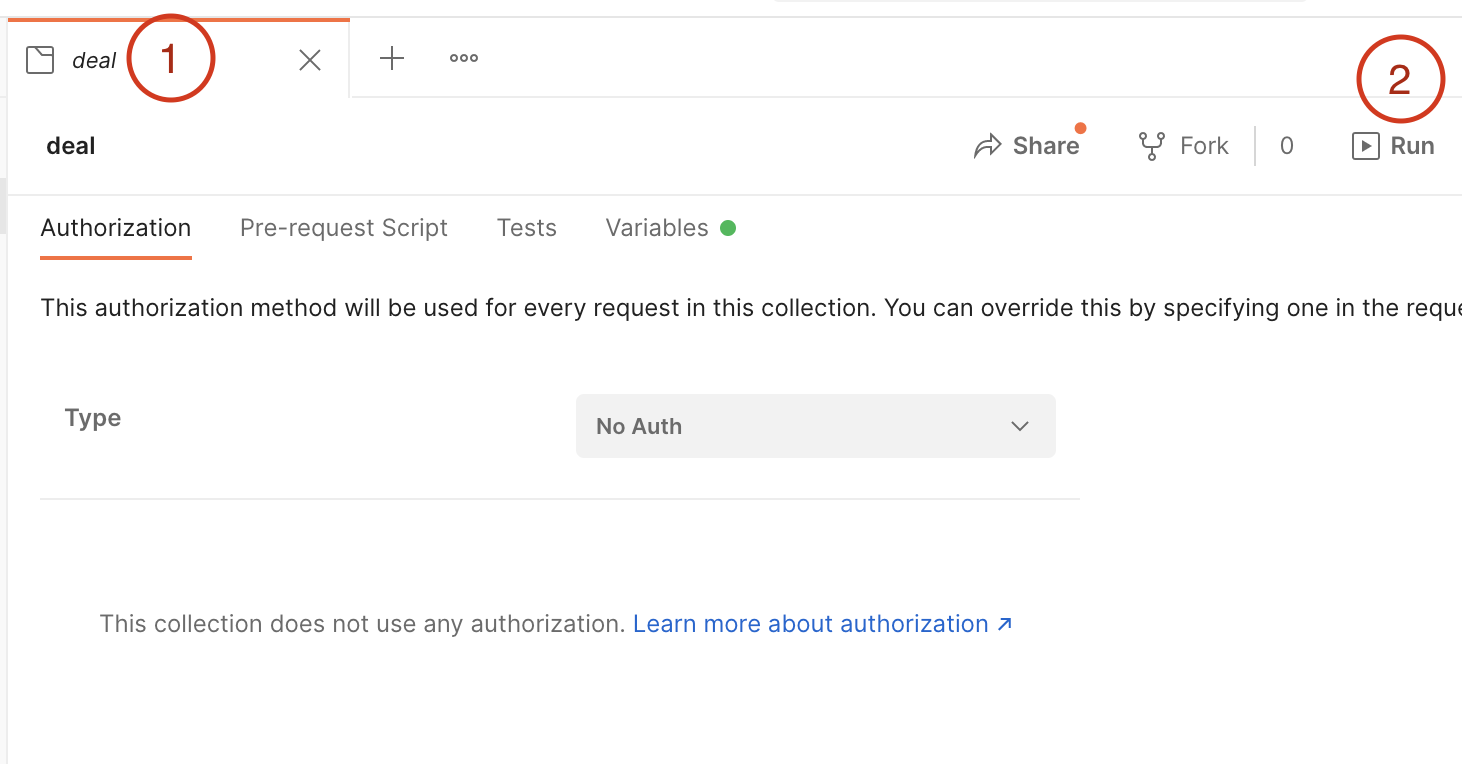 deal 1
2
deal Share Fork 0 Run
Authorization Pre-request Script Tests Variables
This authorization method will be used for every request in this collection. You can override this by specifying one in the reque
Type No Auth
This collection does not use any authorization. Learn more about authorization ↗